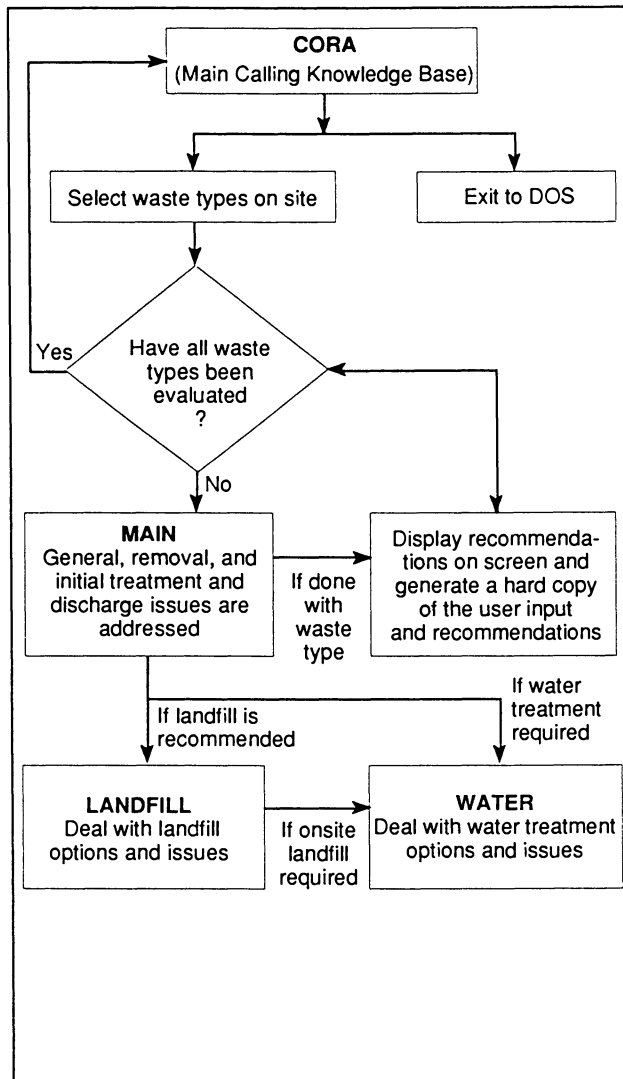 CORA
(Main Calling Knowledge Base)
Select waste types on site
Exit to DOS
Yes
Have all waste
types been
evaluated
?
No
MAIN
General, removal, and
initial treatment and
discharge issues are
addressed
If done
with
waste
type
Display recommenda-
tions on screen and
generate a hard copy
of the user input
and recommendations
If landfill is
recommended
If water
treatment
required
LANDFILL
Deal with landfill
options and issues
If onsite
landfill
required
WATER
Deal with water treatment
options and issues